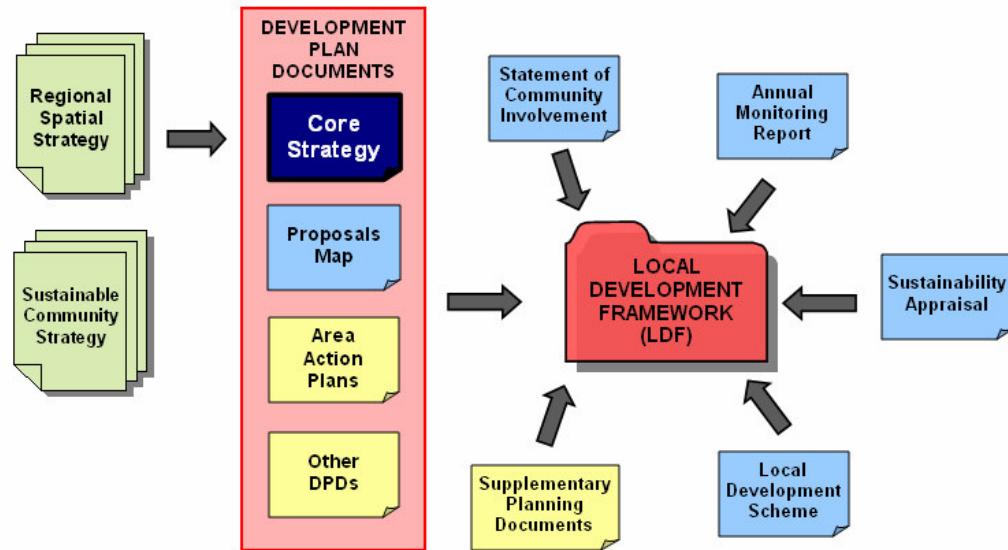 Regional
Spatial
Strategy
Sustainable
Community
Strategy
DEVELOPMENT
PLAN
DOCUMENTS
Core
Strategy
Proposals
Map
Area
Action
Plans
Other
DPDs
Statement of
Community
Involvement
Annual
Monitoring
Report
LOCAL
DEVELOPMENT
FRAMEWORK
(LDF)
Sustainability
Appraisal
Supplementary
Planning
Documents
Local
Development
Scheme